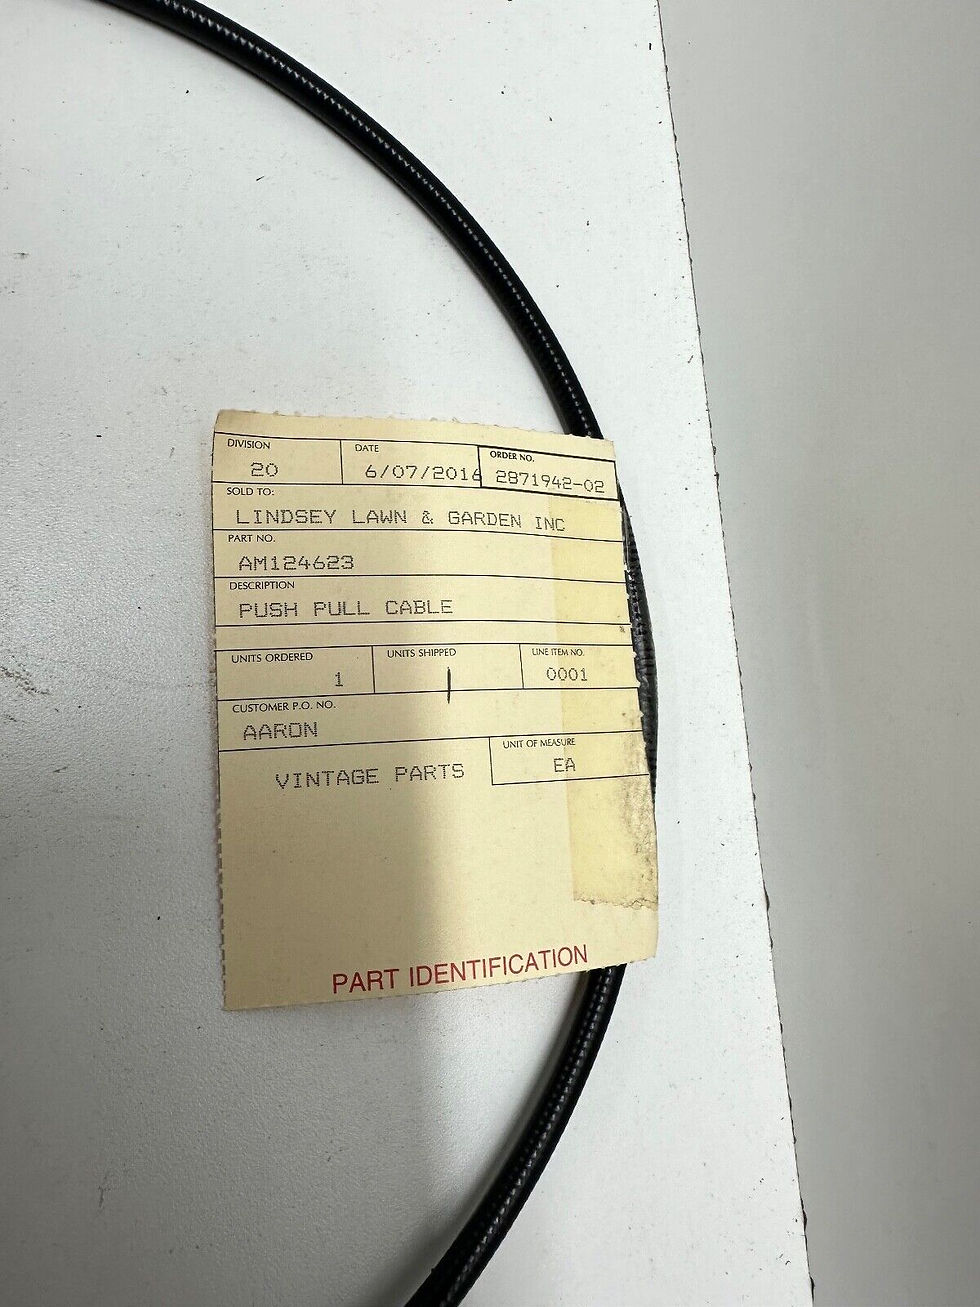 DIVISION DATE ORDER NO.
20 6/07/2016 2871942-02
SOLD TO:
LINDSEY LAWN & GARDEN INC
PART NO.
AM124623
DESCRIPTION
PUSH PULL CABLE
UNITS ORDERED UNITS SHIPPED LINE ITEM NO.
1 | 0001
CUSTOMER P.O. NO.
AARON
UNIT OF MEASURE
VINTAGE PARTS EA
PART IDENTIFICATION